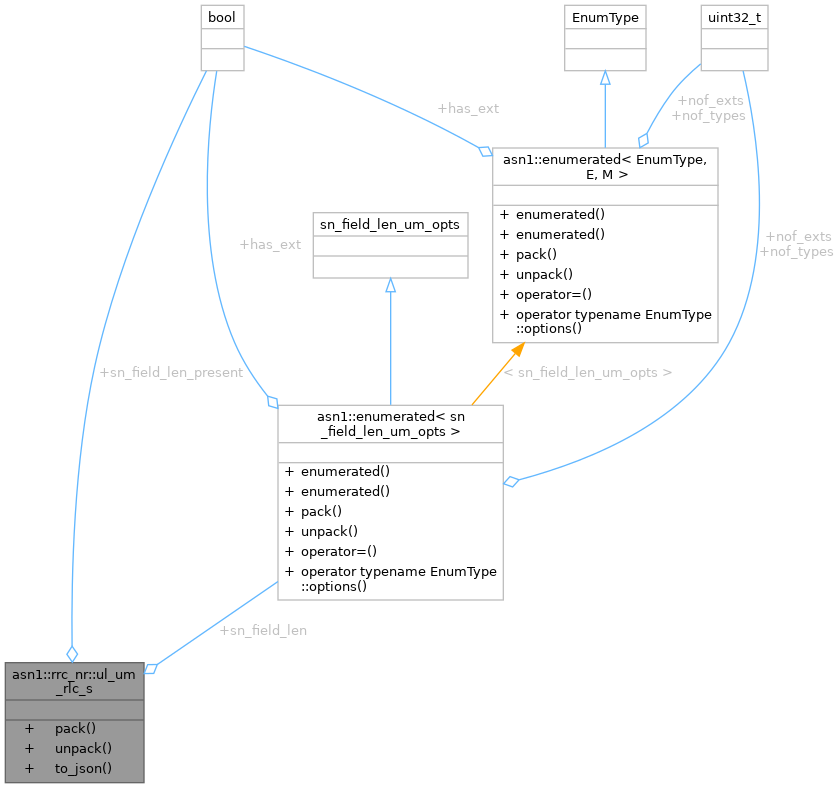 bool
EnumType
uint32_t
+has_ext
+nof_exts
+nof_types
asn1::enumerated< EnumType,
E, M >
+ enumerated()
+ enumerated()
+ pack()
+ unpack()
+ operator=()
+ operator typename EnumType
::options()
sn_field_len_um_opts
+has_ext
+nof_exts
+nof_types
+sn_field_len_present
< sn_field_len_um_opts >
asn1::enumerated< sn
_field_len_um_opts >
+ enumerated()
+ enumerated()
+ pack()
+ unpack()
+ operator=()
+ operator typename EnumType
::options()
+sn_field_len
asn1::rrc_nr::ul_um
_rlc_s
+ pack()
+ unpack()
+ to_json()